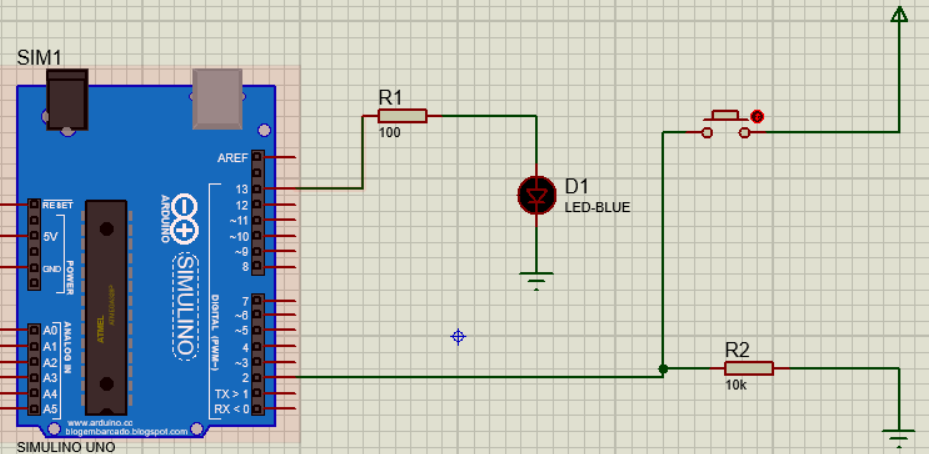 SIM1
R1
100
D1
LED-BLUE
R2
10k
AREF
13
12
~11
~10
~9
8
7
~6
~5
4
~3
2
TX > 1
RX < 0
RESET
5V
GND
POWER
A0
A1
A2
A3
A4
A5
ANALOG IN
ATMEL
ARDUINO
SIMULINO
DIGITAL (PWM~)
www.arduino.cc
blogembarcado.blogspot.com
SIMULINO UNO